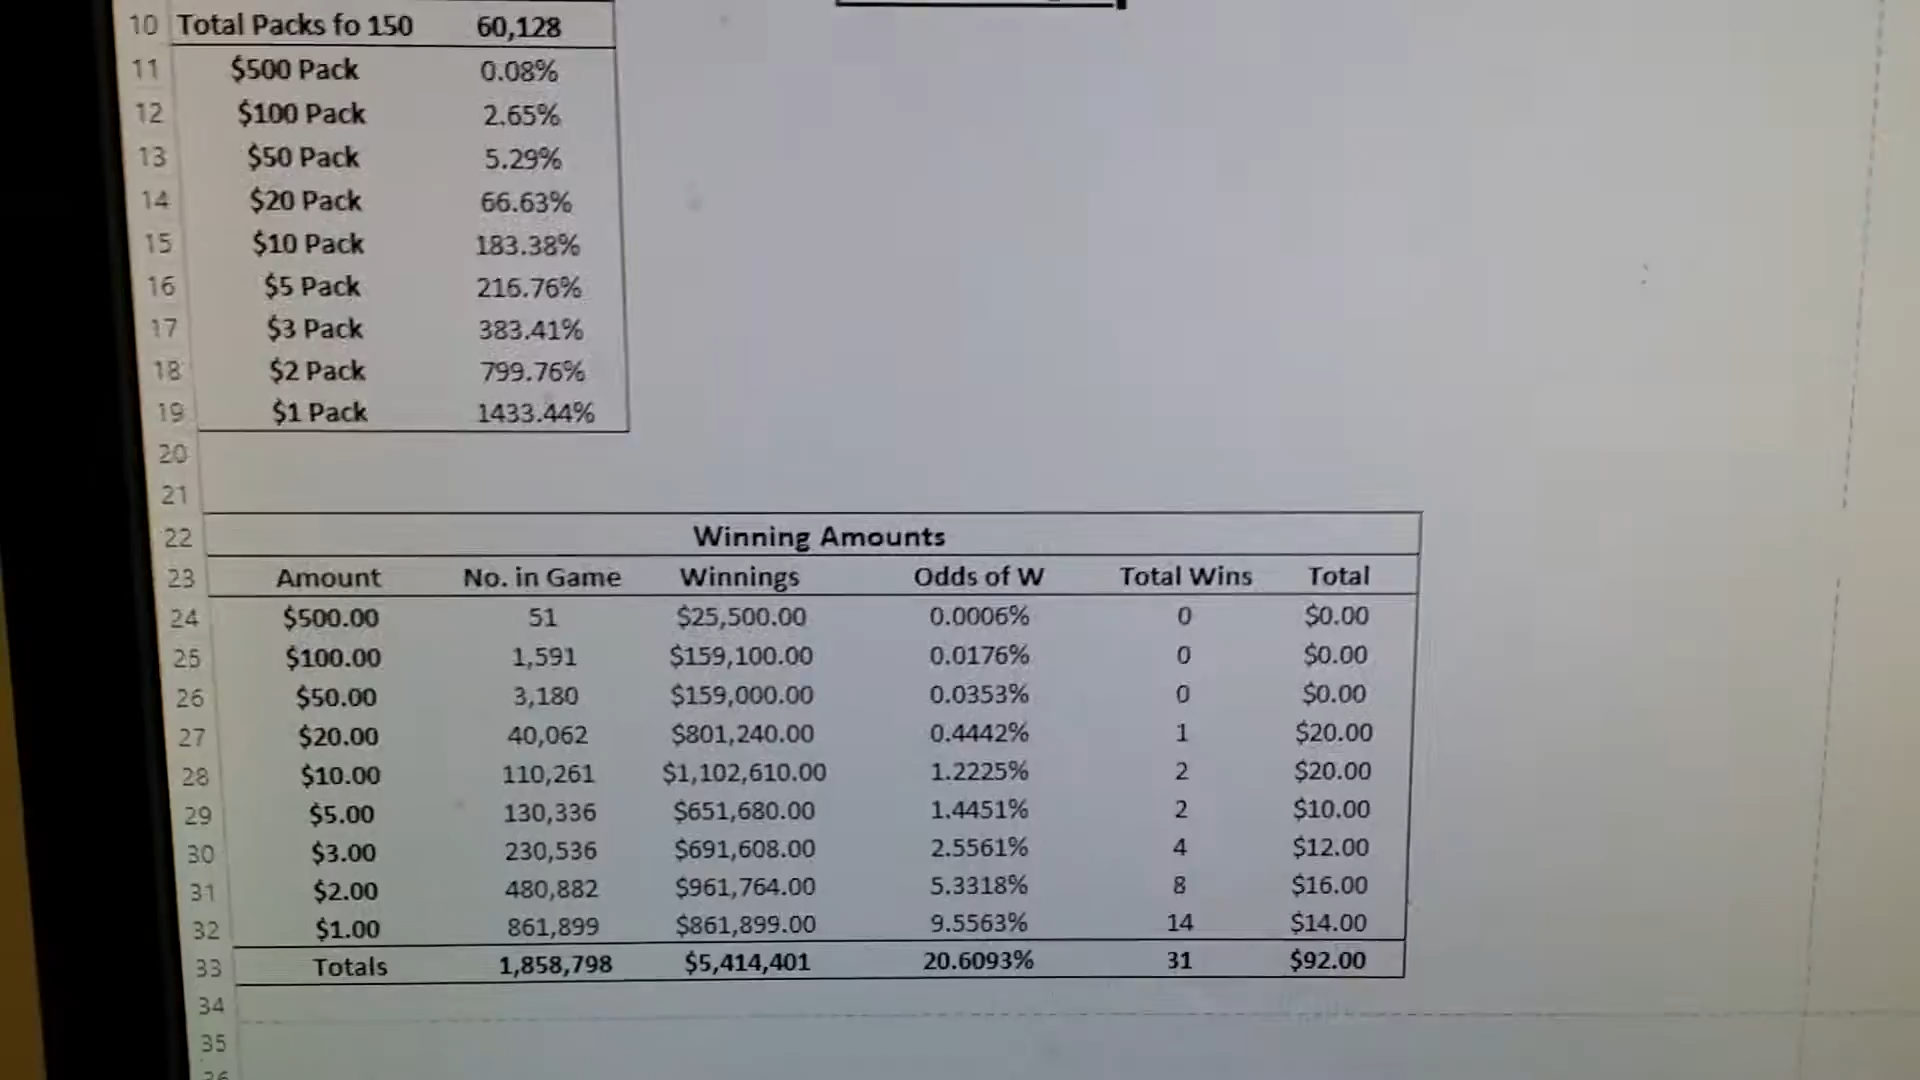 10 Total Packs fo 150 60,128
11 $500 Pack 0.08%
12 $100 Pack 2.65%
13 $50 Pack 5.29%
14 $20 Pack 66.63%
15 $10 Pack 183.38%
16 $5 Pack 216.76%
17 $3 Pack 383.41%
18 $2 Pack 799.76%
19 $1 Pack 1433.44%
20
21
22 Winning Amounts
23 Amount No. in Game Winnings Odds of W Total Wins Total
24 $500.00 51 $25,500.00 0.0006% 0 $0.00
25 $100.00 1,591 $159,100.00 0.0176% 0 $0.00
26 $50.00 3,180 $159,000.00 0.0353% 0 $0.00
27 $20.00 40,062 $801,240.00 0.4442% 1 $20.00
28 $10.00 110,261 $1,102,610.00 1.2225% 2 $20.00
29 $5.00 130,336 $651,680.00 1.4451% 2 $10.00
30 $3.00 230,536 $691,608.00 2.5561% 4 $12.00
31 $2.00 480,882 $961,764.00 5.3318% 8 $16.00
32 $1.00 861,899 $861,899.00 9.5563% 14 $14.00
33 Totals 1,858,798 $5,414,401 20.6093% 31 $92.00
34
35